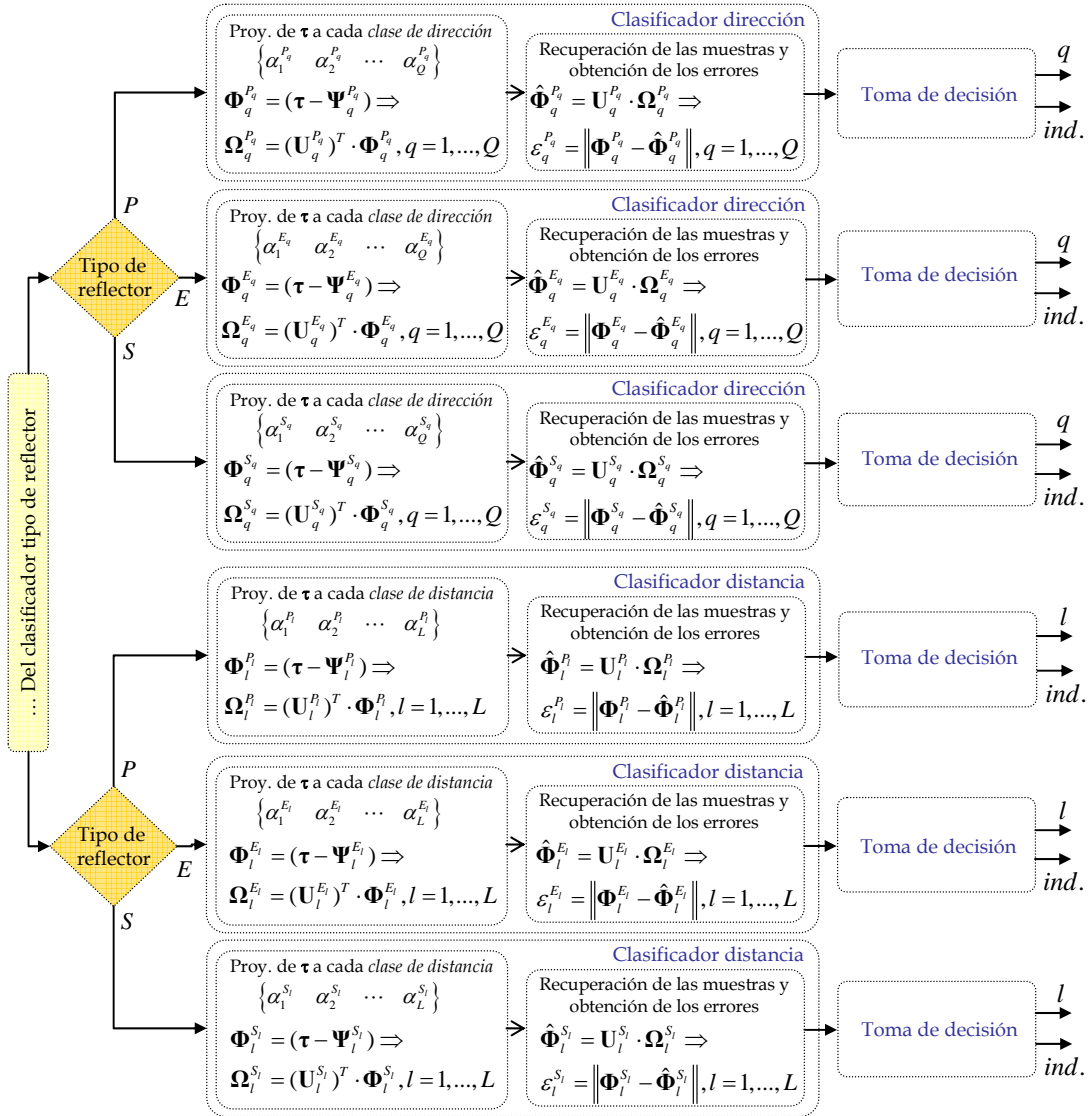 ... Del clasificador tipo de reflector
Tipo de
reflector
P
E
S
Clasificador dirección
Proy. de τ a cada clase de dirección
{α₁^{P_q} α₂^{P_q} ⋯ α_Q^{P_q}}
Φ_q^{P_q} = (τ − Ψ_q^{P_q}) ⇒
Ω_q^{P_q} = (U_q^{P_q})^T · Φ_q^{P_q}, q = 1,..., Q
Recuperación de las muestras y
obtención de los errores
Φ̂_q^{P_q} = U_q^{P_q} · Ω_q^{P_q} ⇒
ε_q^{P_q} = ‖Φ_q^{P_q} − Φ̂_q^{P_q}‖, q = 1,..., Q
Toma de decisión
q
ind.
Clasificador dirección
Proy. de τ a cada clase de dirección
{α₁^{E_q} α₂^{E_q} ⋯ α_Q^{E_q}}
Φ_q^{E_q} = (τ − Ψ_q^{E_q}) ⇒
Ω_q^{E_q} = (U_q^{E_q})^T · Φ_q^{E_q}, q = 1,..., Q
Recuperación de las muestras y
obtención de los errores
Φ̂_q^{E_q} = U_q^{E_q} · Ω_q^{E_q} ⇒
ε_q^{E_q} = ‖Φ_q^{E_q} − Φ̂_q^{E_q}‖, q = 1,..., Q
Toma de decisión
q
ind.
Clasificador dirección
Proy. de τ a cada clase de dirección
{α₁^{S_q} α₂^{S_q} ⋯ α_Q^{S_q}}
Φ_q^{S_q} = (τ − Ψ_q^{S_q}) ⇒
Ω_q^{S_q} = (U_q^{S_q})^T · Φ_q^{S_q}, q = 1,..., Q
Recuperación de las muestras y
obtención de los errores
Φ̂_q^{S_q} = U_q^{S_q} · Ω_q^{S_q} ⇒
ε_q^{S_q} = ‖Φ_q^{S_q} − Φ̂_q^{S_q}‖, q = 1,..., Q
Toma de decisión
q
ind.
Tipo de
reflector
P
E
S
Clasificador distancia
Proy. de τ a cada clase de distancia
{α₁^{P_l} α₂^{P_l} ⋯ α_L^{P_l}}
Φ_l^{P_l} = (τ − Ψ_l^{P_l}) ⇒
Ω_l^{P_l} = (U_l^{P_l})^T · Φ_l^{P_l}, l = 1,..., L
Recuperación de las muestras y
obtención de los errores
Φ̂_l^{P_l} = U_l^{P_l} · Ω_l^{P_l} ⇒
ε_l^{P_l} = ‖Φ_l^{P_l} − Φ̂_l^{P_l}‖, l = 1,..., L
Toma de decisión
l
ind.
Clasificador distancia
Proy. de τ a cada clase de distancia
{α₁^{E_l} α₂^{E_l} ⋯ α_L^{E_l}}
Φ_l^{E_l} = (τ − Ψ_l^{E_l}) ⇒
Ω_l^{E_l} = (U_l^{E_l})^T · Φ_l^{E_l}, l = 1,..., L
Recuperación de las muestras y
obtención de los errores
Φ̂_l^{E_l} = U_l^{E_l} · Ω_l^{E_l} ⇒
ε_l^{E_l} = ‖Φ_l^{E_l} − Φ̂_l^{E_l}‖, l = 1,..., L
Toma de decisión
l
ind.
Clasificador distancia
Proy. de τ a cada clase de distancia
{α₁^{S_l} α₂^{S_l} ⋯ α_L^{S_l}}
Φ_l^{S_l} = (τ − Ψ_l^{S_l}) ⇒
Ω_l^{S_l} = (U_l^{S_l})^T · Φ_l^{S_l}, l = 1,..., L
Recuperación de las muestras y
obtención de los errores
Φ̂_l^{S_l} = U_l^{S_l} · Ω_l^{S_l} ⇒
ε_l^{S_l} = ‖Φ_l^{S_l} − Φ̂_l^{S_l}‖, l = 1,..., L
Toma de decisión
l
ind.